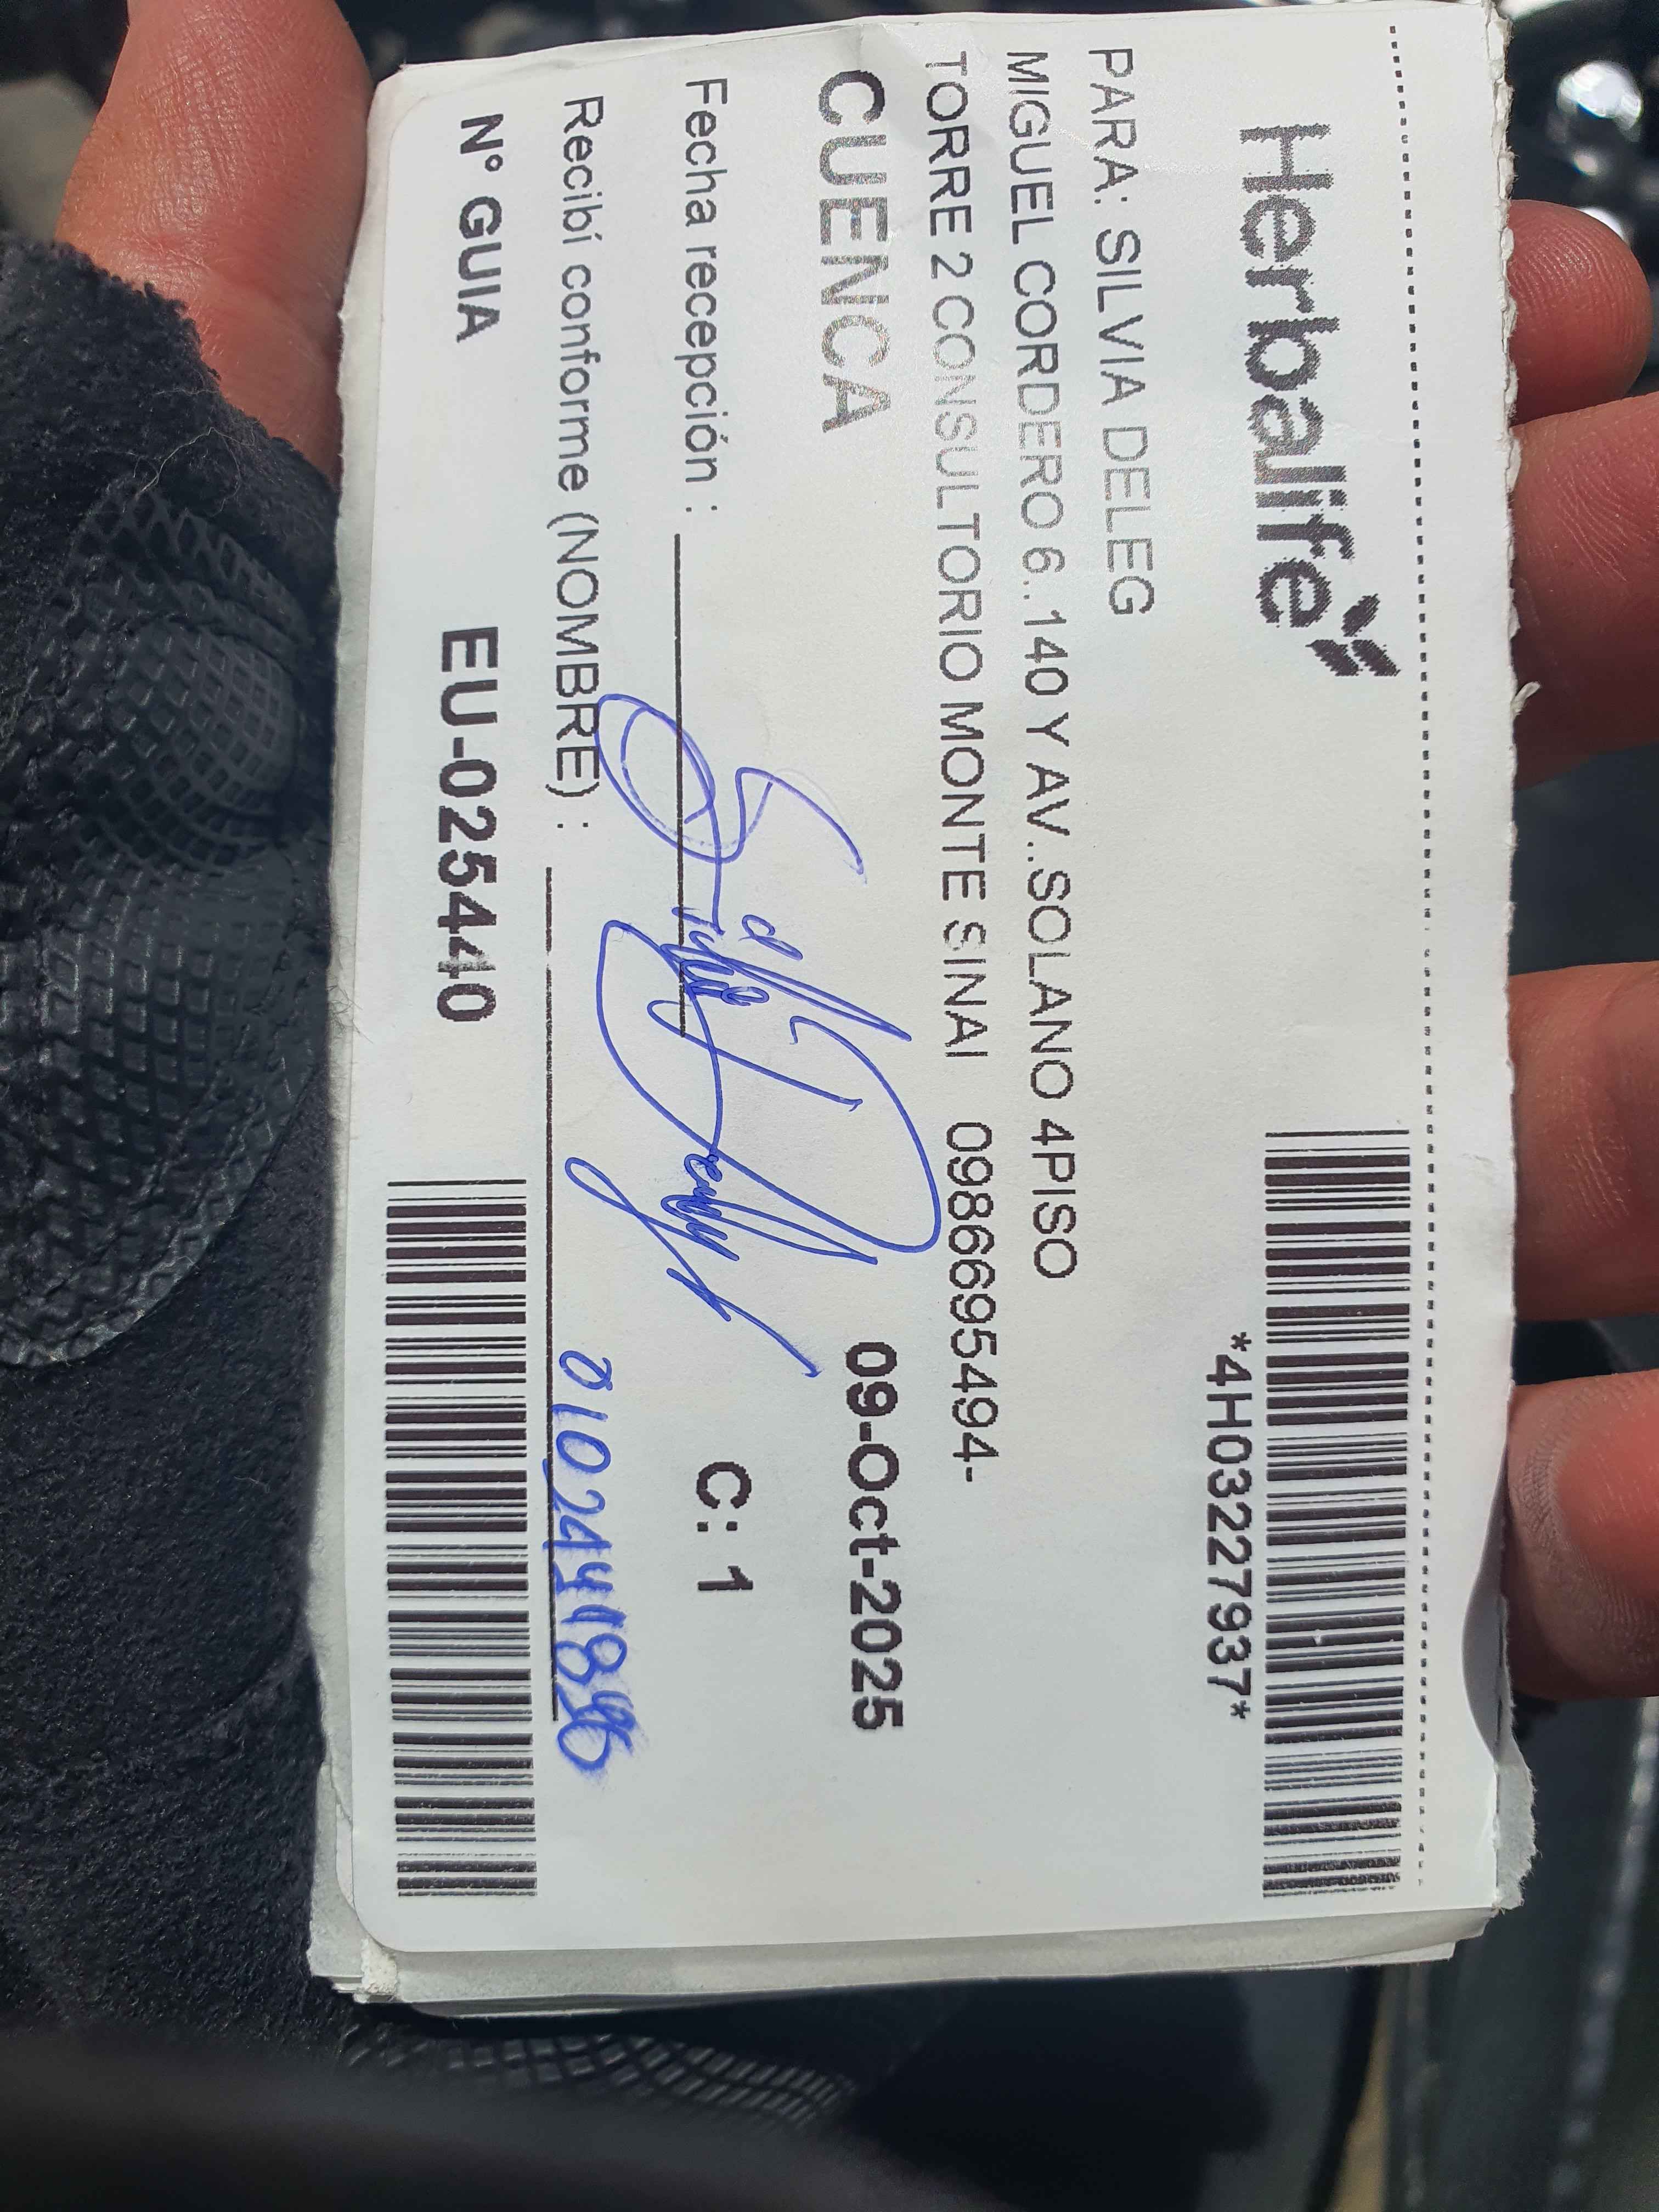 Herbalife
*4H03227937*
PARA: SILVIA DELEG
MIGUEL CORDERO 6..140 Y AV..SOLANO 4PISO
TORRE 2 CONSULTORIO MONTE SINAI 0986695494-
CUENCA 09-Oct-2025
Fecha recepción : C: 1
Recibí conforme (NOMBRE) :
N° GUIA EU-025440